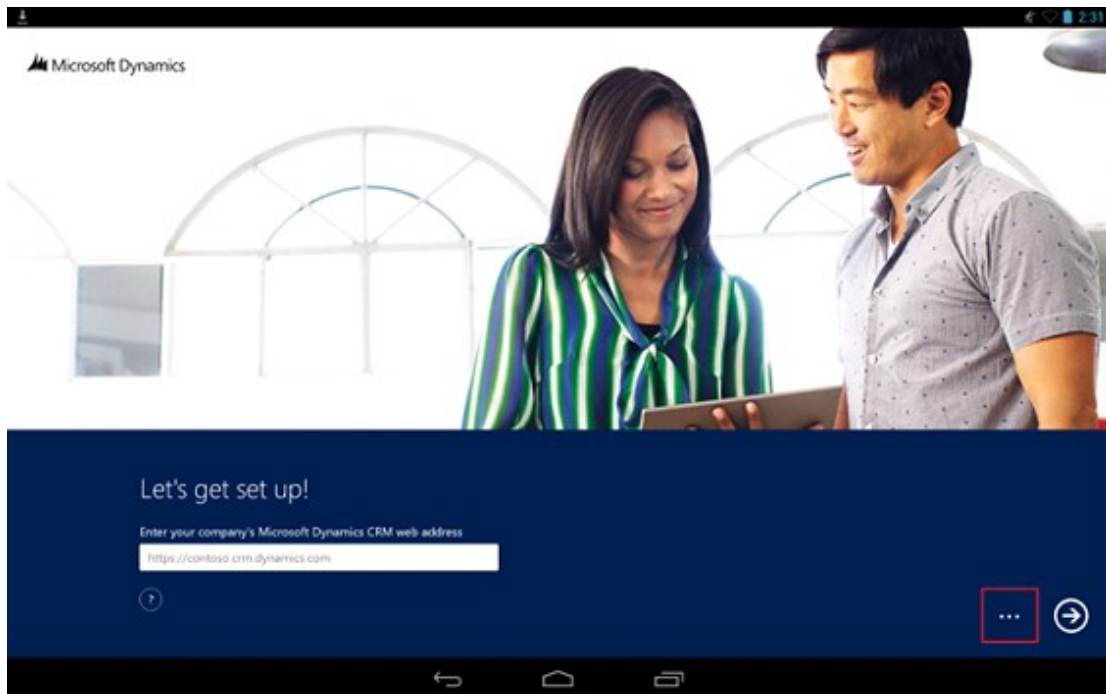 2:31
Microsoft Dynamics
Let's get set up!
Enter your company's Microsoft Dynamics CRM web address
https://contoso.crm.dynamics.com
?
...